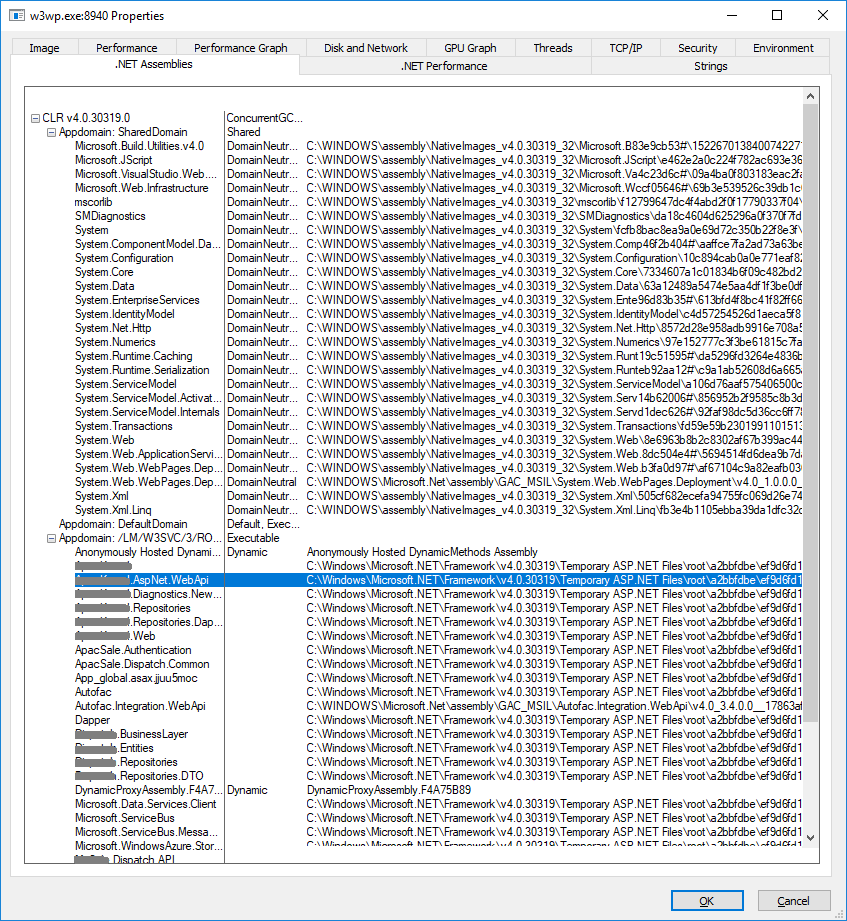 w3wp.exe:8940 Properties
Image Performance Performance Graph Disk and Network GPU Graph Threads TCP/IP Security Environment
.NET Assemblies .NET Performance Strings
CLR v4.0.30319.0 ConcurrentGC...
Appdomain: SharedDomain Shared
Microsoft.Build.Utilities.v4.0 DomainNeutr... C:\WINDOWS\assembly\NativeImages_v4.0.30319_32\Microsoft.B83e9cb53#\152267013840074227
Microsoft.JScript DomainNeutr... C:\WINDOWS\assembly\NativeImages_v4.0.30319_32\Microsoft.JScript\e462e2a0c224f782ac693e36
Microsoft.VisualStudio.Web.... DomainNeutr... C:\WINDOWS\assembly\NativeImages_v4.0.30319_32\Microsoft.Va4c23d6c#\09a4ba0f803183eac2fa
Microsoft.Web.Infrastructure DomainNeutr... C:\WINDOWS\assembly\NativeImages_v4.0.30319_32\Microsoft.Wccf05646#\69b3e539526c39db1c
mscorlib DomainNeutr... C:\WINDOWS\assembly\NativeImages_v4.0.30319_32\mscorlib\f12799647dc4f4abd2f0f17790337f04\
SMDiagnostics DomainNeutr... C:\WINDOWS\assembly\NativeImages_v4.0.30319_32\SMDiagnostics\da18c4604d625296a0f370f7fd
System DomainNeutr... C:\WINDOWS\assembly\NativeImages_v4.0.30319_32\System\fcfb8bac8ea9a0e69d72c350b22f8e3f\
System.ComponentModel.Da... DomainNeutr... C:\WINDOWS\assembly\NativeImages_v4.0.30319_32\System.Comp46f2b404#\aaffce7fa2ad73a63be
System.Configuration DomainNeutr... C:\WINDOWS\assembly\NativeImages_v4.0.30319_32\System.Configuration\10c894cab0a0e771eaf82
System.Core DomainNeutr... C:\WINDOWS\assembly\NativeImages_v4.0.30319_32\System.Core\7334607a1c01834b6f09c482bd2
System.Data DomainNeutr... C:\WINDOWS\assembly\NativeImages_v4.0.30319_32\System.Data\63a12489a5474e5aa4df1f3be0df
System.EnterpriseServices DomainNeutr... C:\WINDOWS\assembly\NativeImages_v4.0.30319_32\System.Ente96d83b35#\613bfd4f8bc41f82ff66
System.IdentityModel DomainNeutr... C:\WINDOWS\assembly\NativeImages_v4.0.30319_32\System.IdentityModel\c4d57254526d1aeca5f8
System.Net.Http DomainNeutr... C:\WINDOWS\assembly\NativeImages_v4.0.30319_32\System.Net.Http\8572d28e958adb9916e708a5
System.Numerics DomainNeutr... C:\WINDOWS\assembly\NativeImages_v4.0.30319_32\System.Numerics\97e152777c3f3be61815c7fa
System.Runtime.Caching DomainNeutr... C:\WINDOWS\assembly\NativeImages_v4.0.30319_32\System.Runt19c51595#\da5296fd3264e4836b
System.Runtime.Serialization DomainNeutr... C:\WINDOWS\assembly\NativeImages_v4.0.30319_32\System.Runteb92aa12#\c9a1ab52608d6a665
System.ServiceModel DomainNeutr... C:\WINDOWS\assembly\NativeImages_v4.0.30319_32\System.ServiceModel\a106d76aaf575406500c
System.ServiceModel.Activat... DomainNeutr... C:\WINDOWS\assembly\NativeImages_v4.0.30319_32\System.Serv14b62006#\856952b2f9585c8b3d
System.ServiceModel.Internals DomainNeutr... C:\WINDOWS\assembly\NativeImages_v4.0.30319_32\System.Servd1dec626#\92faf98dc5d36cc6ff78
System.Transactions DomainNeutr... C:\WINDOWS\assembly\NativeImages_v4.0.30319_32\System.Transactions\fd59e59b2301991101513
System.Web DomainNeutr... C:\WINDOWS\assembly\NativeImages_v4.0.30319_32\System.Web\8e6963b8b2c8302af67b399ac44
System.Web.ApplicationServi... DomainNeutr... C:\WINDOWS\assembly\NativeImages_v4.0.30319_32\System.Web.8dc504e4#\5694514fd6dea9b7d
System.Web.WebPages.Dep... DomainNeutr... C:\WINDOWS\assembly\NativeImages_v4.0.30319_32\System.Web.b3fa0d97#\af67104c9a82eafb03
System.Web.WebPages.Dep... DomainNeutral C:\WINDOWS\Microsoft.Net\assembly\GAC_MSIL\System.Web.WebPages.Deployment\v4.0_1.0.0.0_
System.Xml DomainNeutr... C:\WINDOWS\assembly\NativeImages_v4.0.30319_32\System.Xml\505cf682ecefa94755fc069d26e74
System.Xml.Linq DomainNeutr... C:\WINDOWS\assembly\NativeImages_v4.0.30319_32\System.Xml.Linq\fb3e4b1105ebba39da1dfc32c
Appdomain: DefaultDomain Default, Exec...
Appdomain: /LM/W3SVC/3/RO... Executable
Anonymously Hosted Dynami... Dynamic Anonymously Hosted DynamicMethods Assembly
C:\Windows\Microsoft.NET\Framework\v4.0.30319\Temporary ASP.NET Files\root\a2bbfdbe\ef9d6fd1
.AspNet.WebApi C:\Windows\Microsoft.NET\Framework\v4.0.30319\Temporary ASP.NET Files\root\a2bbfdbe\ef9d6fd1
.Diagnostics.New... C:\Windows\Microsoft.NET\Framework\v4.0.30319\Temporary ASP.NET Files\root\a2bbfdbe\ef9d6fd1
.Repositories C:\Windows\Microsoft.NET\Framework\v4.0.30319\Temporary ASP.NET Files\root\a2bbfdbe\ef9d6fd1
.Repositories.Dap... C:\Windows\Microsoft.NET\Framework\v4.0.30319\Temporary ASP.NET Files\root\a2bbfdbe\ef9d6fd1
.Web C:\Windows\Microsoft.NET\Framework\v4.0.30319\Temporary ASP.NET Files\root\a2bbfdbe\ef9d6fd1
ApacSale.Authentication C:\Windows\Microsoft.NET\Framework\v4.0.30319\Temporary ASP.NET Files\root\a2bbfdbe\ef9d6fd1
ApacSale.Dispatch.Common C:\Windows\Microsoft.NET\Framework\v4.0.30319\Temporary ASP.NET Files\root\a2bbfdbe\ef9d6fd1
App_global.asax.jjuu5moc C:\Windows\Microsoft.NET\Framework\v4.0.30319\Temporary ASP.NET Files\root\a2bbfdbe\ef9d6fd1
Autofac C:\Windows\Microsoft.NET\Framework\v4.0.30319\Temporary ASP.NET Files\root\a2bbfdbe\ef9d6fd1
Autofac.Integration.WebApi C:\WINDOWS\Microsoft.Net\assembly\GAC_MSIL\Autofac.Integration.WebApi\v4.0_3.4.0.0__17863af
Dapper C:\Windows\Microsoft.NET\Framework\v4.0.30319\Temporary ASP.NET Files\root\a2bbfdbe\ef9d6fd1
.BusinessLayer C:\Windows\Microsoft.NET\Framework\v4.0.30319\Temporary ASP.NET Files\root\a2bbfdbe\ef9d6fd1
.Entities C:\Windows\Microsoft.NET\Framework\v4.0.30319\Temporary ASP.NET Files\root\a2bbfdbe\ef9d6fd1
.Repositories C:\Windows\Microsoft.NET\Framework\v4.0.30319\Temporary ASP.NET Files\root\a2bbfdbe\ef9d6fd1
.Repositories.DTO C:\Windows\Microsoft.NET\Framework\v4.0.30319\Temporary ASP.NET Files\root\a2bbfdbe\ef9d6fd1
DynamicProxyAssembly.F4A7... Dynamic DynamicProxyAssembly.F4A75B89
Microsoft.Data.Services.Client C:\Windows\Microsoft.NET\Framework\v4.0.30319\Temporary ASP.NET Files\root\a2bbfdbe\ef9d6fd1
Microsoft.ServiceBus C:\Windows\Microsoft.NET\Framework\v4.0.30319\Temporary ASP.NET Files\root\a2bbfdbe\ef9d6fd1
Microsoft.ServiceBus.Messa... C:\Windows\Microsoft.NET\Framework\v4.0.30319\Temporary ASP.NET Files\root\a2bbfdbe\ef9d6fd1
Microsoft.WindowsAzure.Stor... C:\Windows\Microsoft.NET\Framework\v4.0.30319\Temporary ASP.NET Files\root\a2bbfdbe\ef9d6fd1
.Dispatch.API
OK Cancel